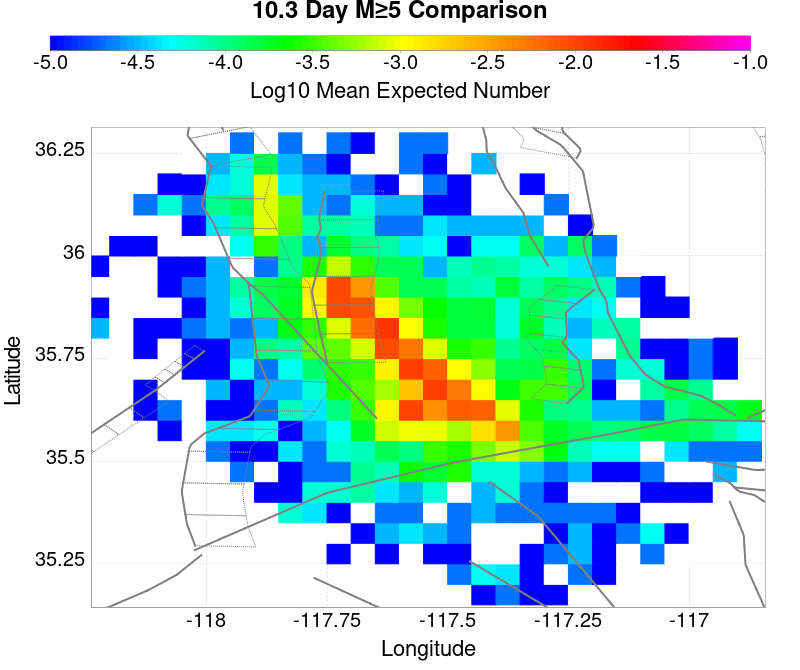 10.3 Day M≥5 Comparison
-5.0 -4.5 -4.0 -3.5 -3.0 -2.5 -2.0 -1.5 -1.0
Log10 Mean Expected Number
36.25
36
35.75
35.5
35.25
Latitude
-118 -117.75 -117.5 -117.25 -117
Longitude